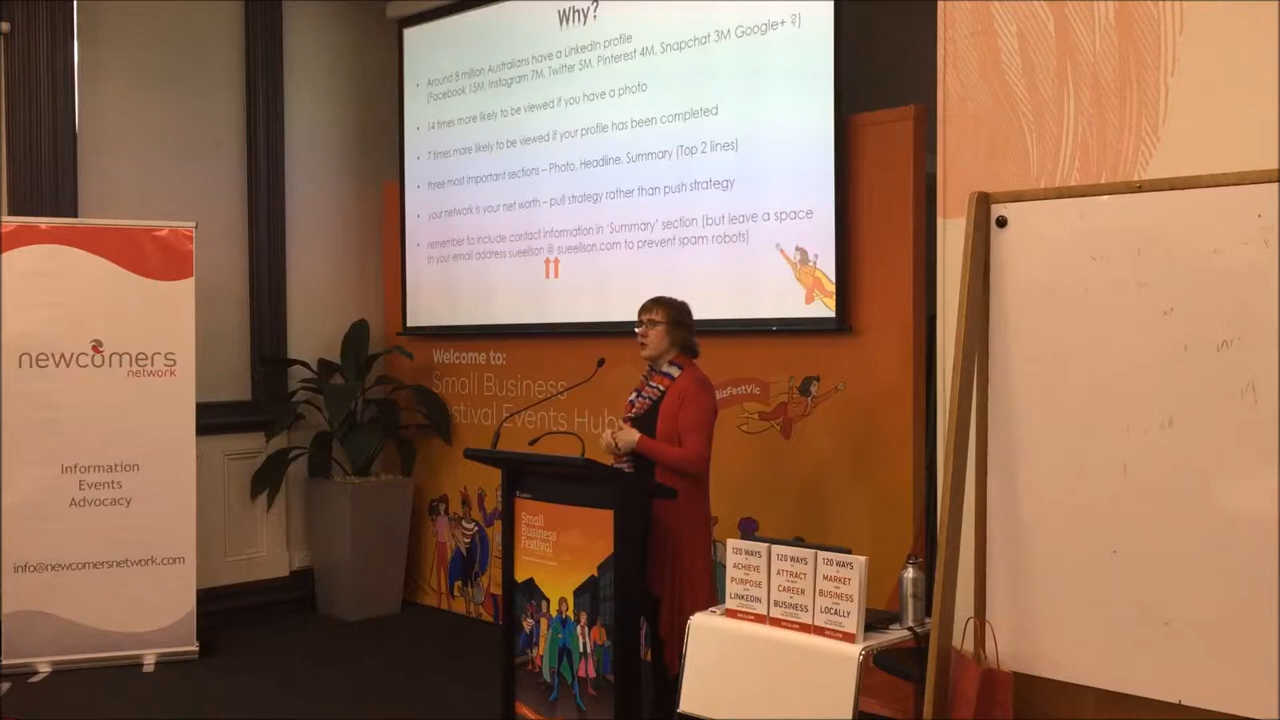 Why?
Around 8 million Australians have a LinkedIn profile
(Facebook 15M, Instagram 7M, Twitter 5M, Pinterest 4M, Snapchat 3M Google+ ?)
14 times more likely to be viewed if you have a photo
7 times more likely to be viewed if your profile has been completed
three most important sections – Photo, Headline, Summary (Top 2 lines)
your network is your net worth – pull strategy rather than push strategy
remember to include contact information in 'Summary' section (but leave a space
in your email address sueellson @ sueellson.com to prevent spam robots)
newcomers
network
Information
Events
Advocacy
info@newcomersnetwork.com
Welcome to:
Small Business
Festival Events Hub
BizFestVic
Small
Business
Festival
120 WAYS
ACHIEVE
PURPOSE
LINKEDIN
120 WAYS
ATTRACT
CAREER
BUSINESS
120 WAYS
MARKET
BUSINESS
LOCALLY